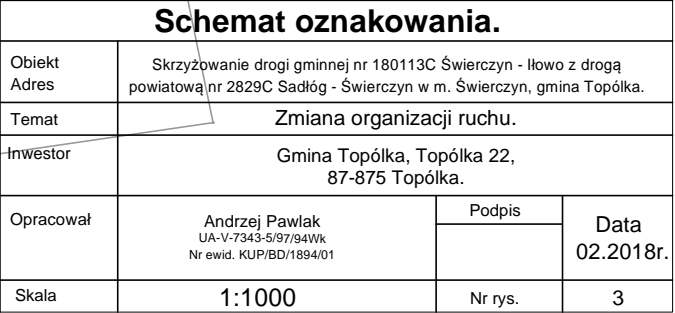 Schemat oznakowania.
Obiekt
Adres
Skrzyżowanie drogi gminnej nr 180113C Świerczyn - Iłowo z drogą
powiatową nr 2829C Sadłóg - Świerczyn w m. Świerczyn, gmina Topólka.
Temat
Zmiana organizacji ruchu.
Inwestor
Gmina Topólka, Topólka 22,
87-875 Topólka.
Opracował
Andrzej Pawlak
UA-V-7343-5/97/94Wk
Nr ewid. KUP/BD/1894/01
Podpis
Data
02.2018r.
Skala
1:1000
Nr rys.
3